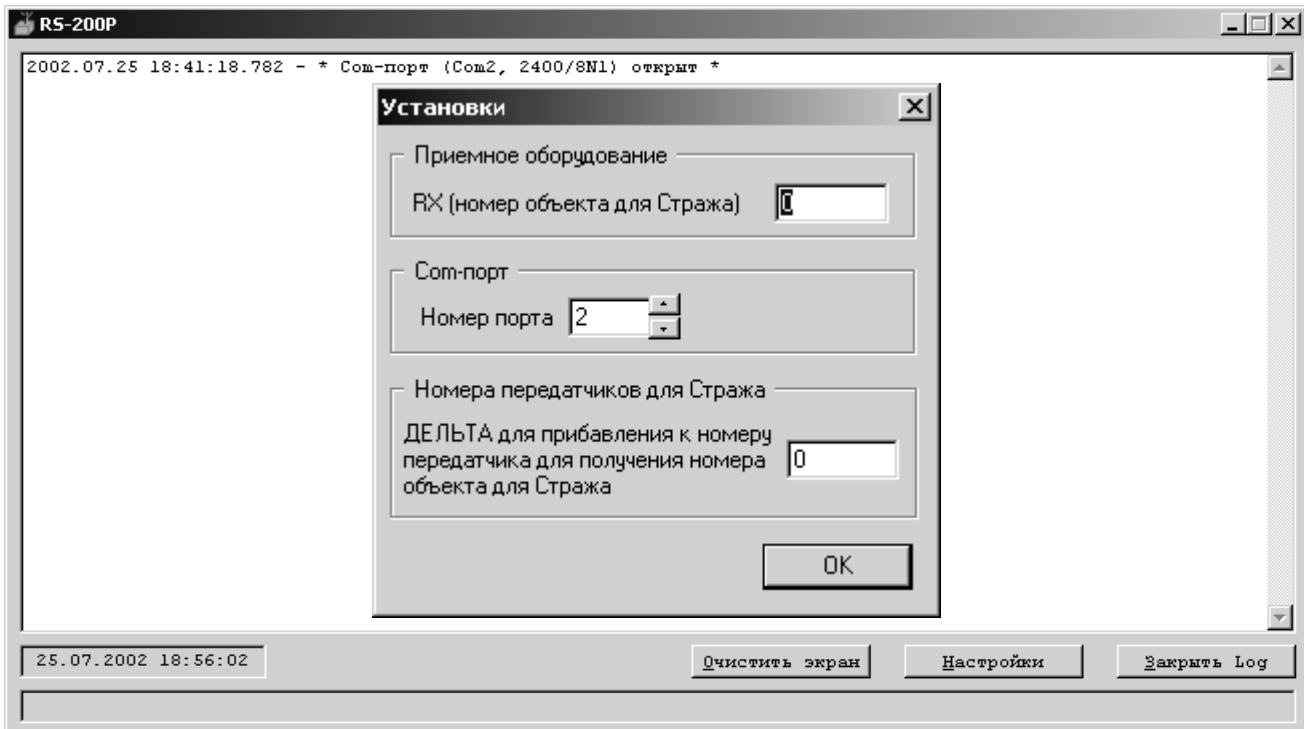 RS-200P
2002.07.25 18:41:18.782 - * Com-порт (Com2, 2400/8N1) открыт *
Установки
Приемное оборудование
RX (номер объекта для Стража) 0
Com-порт
Номер порта 2
Номера передатчиков для Стража
ДЕЛЬТА для прибавления к номеру
передатчика для получения номера
объекта для Стража
0
OK
25.07.2002 18:56:02
Очистить экран
Настройки
Закрыть Log